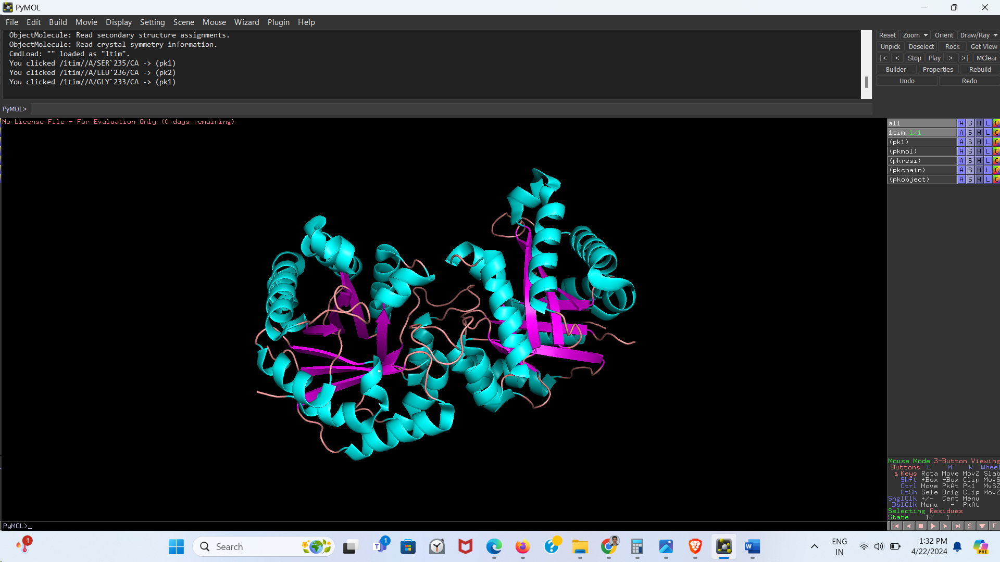 PyMOL
File Edit Build Movie Display Setting Scene Mouse Wizard Plugin Help
ObjectMolecule: Read secondary structure assignments.
ObjectMolecule: Read crystal symmetry information.
CmdLoad: "" loaded as "1tim".
You clicked /1tim//A/SER`235/CA -> (pk1)
You clicked /1tim//A/LEU`236/CA -> (pk2)
You clicked /1tim//A/GLY`233/CA -> (pk1)
Reset Zoom Orient Draw/Ray
Unpick Deselect Rock Get View
|< < Stop Play > >| MClear
Builder Properties Rebuild
Undo Redo
PyMOL>
No License File - For Evaluation Only (0 days remaining)
all A S H L C
1tim 1/1 A S H L C
(pk1) A S H L C
(pkmol) A S H L C
(pkresi) A S H L C
(pkchain) A S H L C
(pkobject) A S H L C
Mouse Mode 3-Button Viewing
Buttons L M R Wheel
& Keys Rota Move MovZ Slab
Shft +Box -Box Clip MovS
Ctrl Move PkAt Pk1 MvSZ
CtSh Sele Orig Clip MovZ
SnglClk +/- Cent Menu
DblClk Menu - PkAt
Selecting Residues
State 1/ 1
PyMOL>_
S F
1
Search
1
ENG
IN
1:32 PM
4/22/2024
PRE